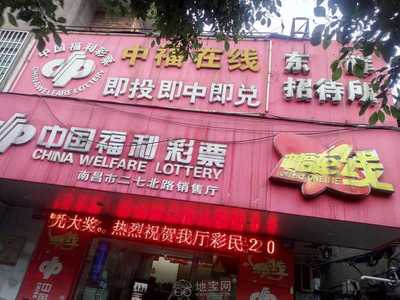 中国福利彩票
CHINA WELFARE LOTTERY
中福在线
即投即中即兑
招待所
中国福利彩票
CHINA WELFARE LOTTERY
南昌市二七北路销售厅
中福在线
元大奖。。热烈祝贺我厅彩民220
地宝网